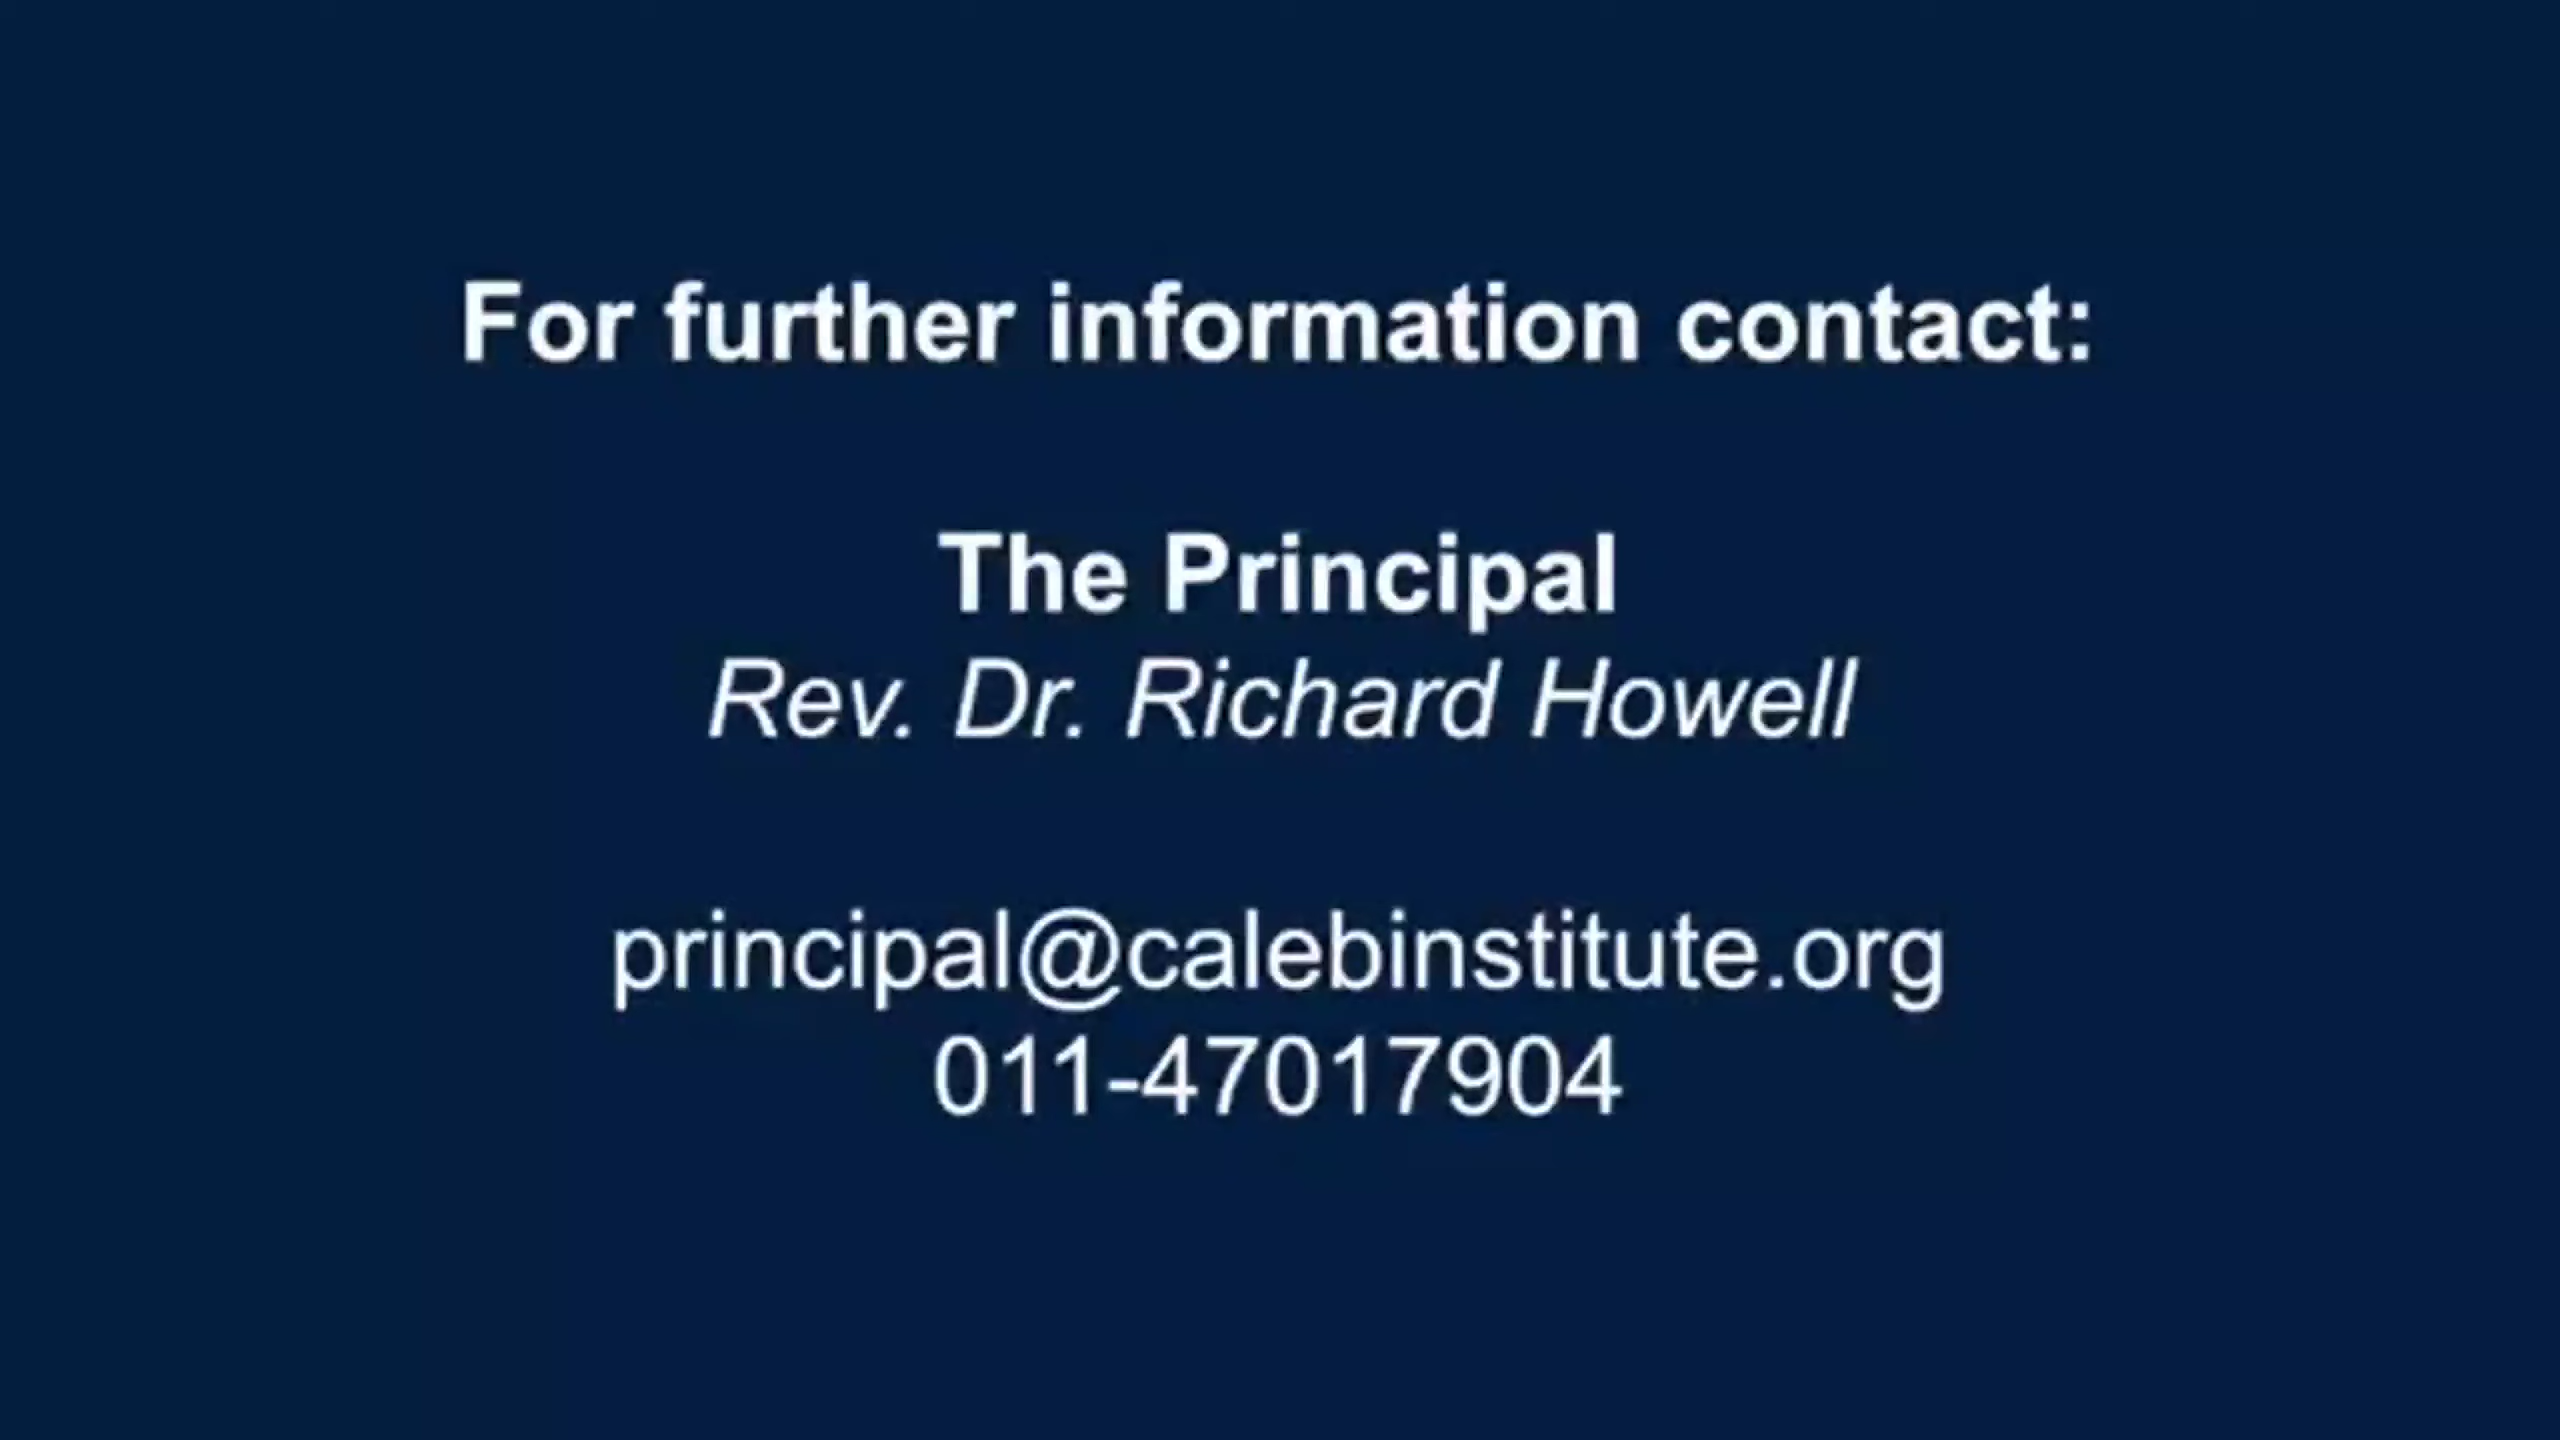 For further information contact:
The Principal
Rev. Dr. Richard Howell
principal@calebinstitute.org
011-47017904